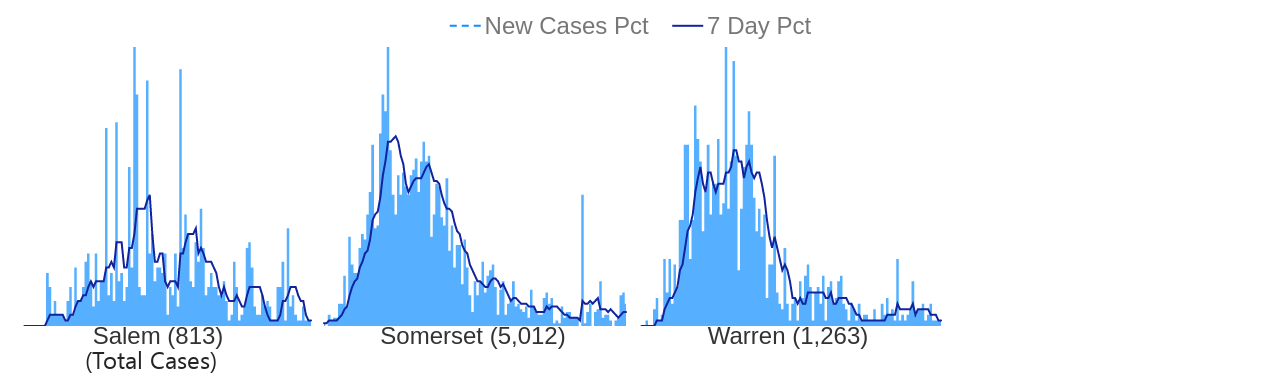 New Cases Pct 7 Day Pct
Salem (813) Somerset (5,012) Warren (1,263)
(Total Cases)